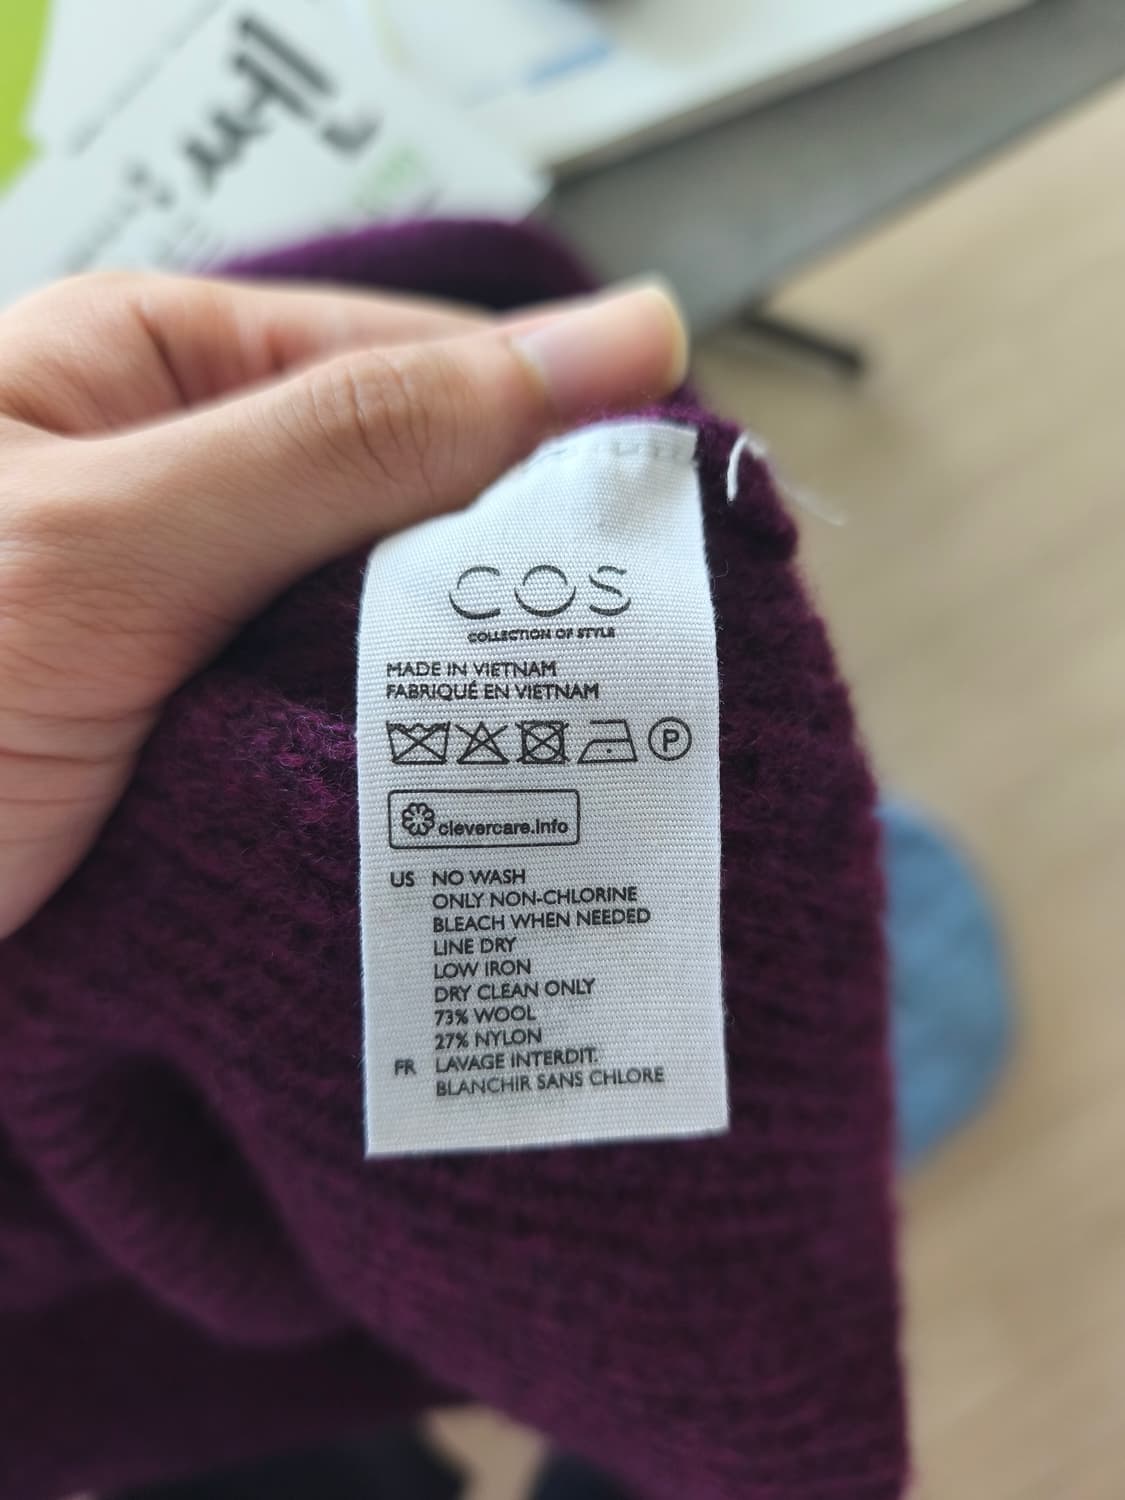 COS
COLLECTION OF STYLE
MADE IN VIETNAM
FABRIQUÉ EN VIETNAM
P
clevercare.info
US NO WASH
ONLY NON-CHLORINE
BLEACH WHEN NEEDED
LINE DRY
LOW IRON
DRY CLEAN ONLY
73% WOOL
27% NYLON
FR LAVAGE INTERDIT.
BLANCHIR SANS CHLORE